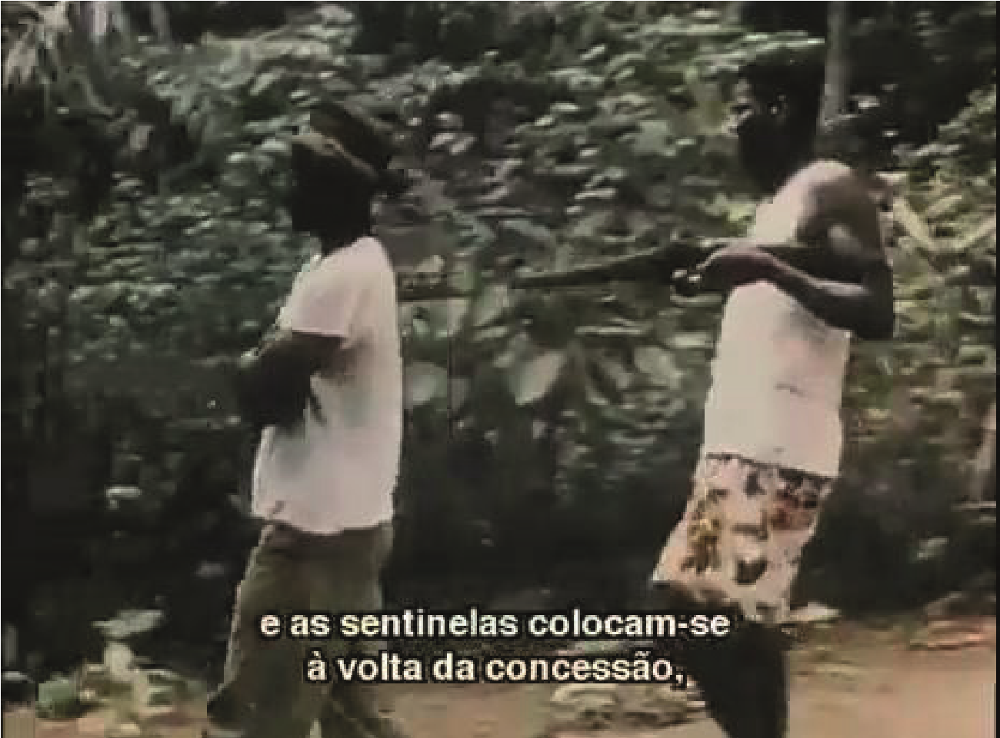 e as sentinelas colocam-se
à volta da concessão,